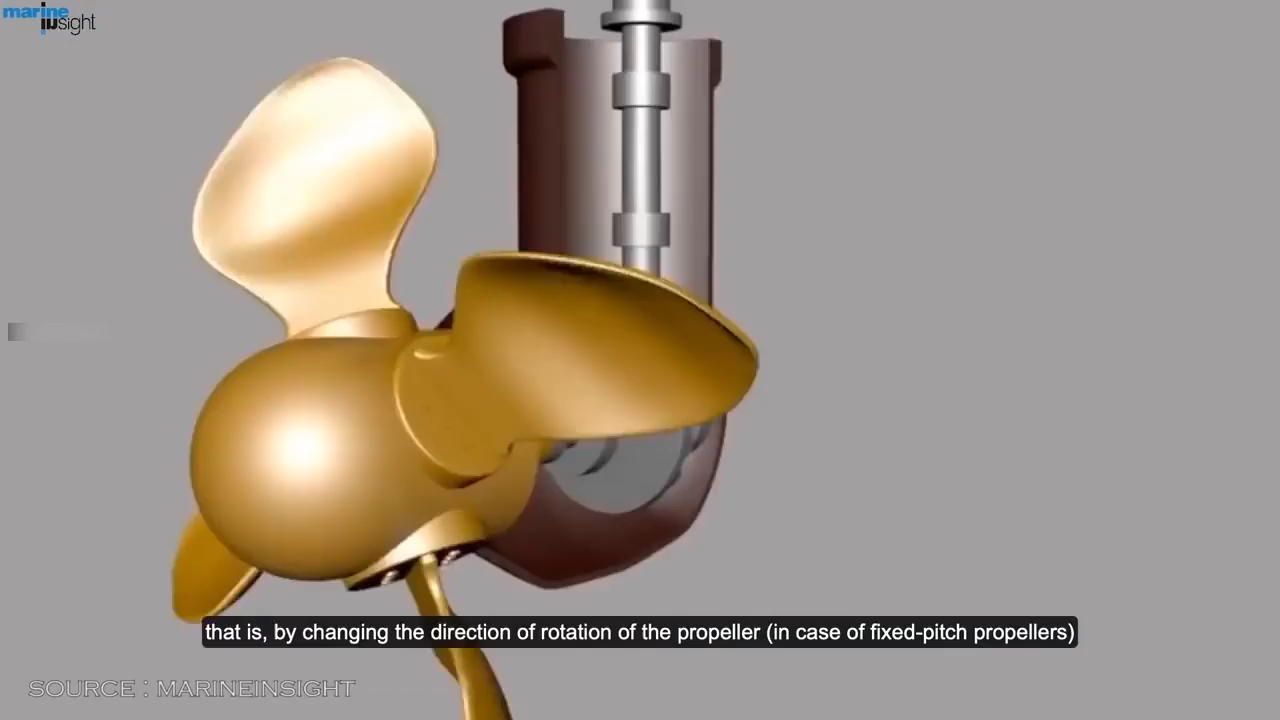 marine
insight
that is, by changing the direction of rotation of the propeller (in case of fixed-pitch propellers)
SOURCE : MARINEINSIGHT